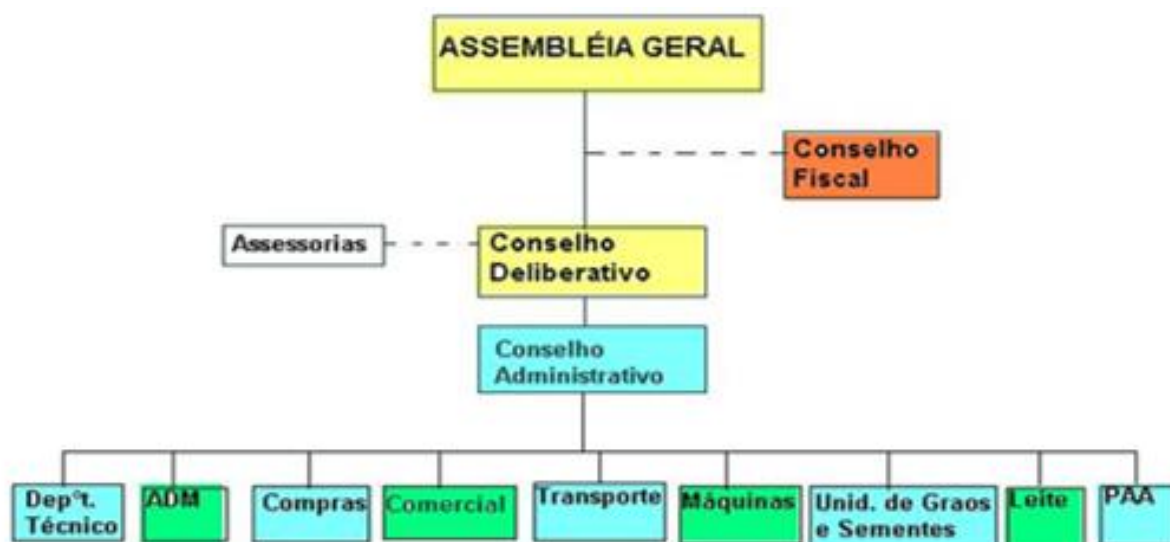 ASSEMBLÉIA GERAL
Conselho
Fiscal
Assessorias
Conselho
Deliberativo
Conselho
Administrativo
Dep°t.
Técnico
ADM
Compras
Comercial
Transporte
Máquinas
Unid. de Graos
e Sementes
Leite
PAA